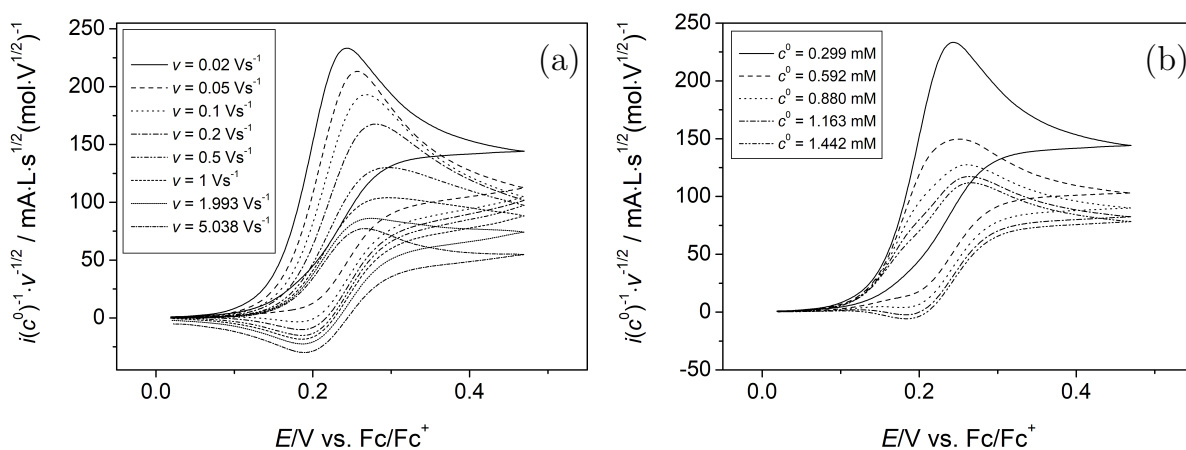 (a)
v = 0.02 Vs⁻¹
v = 0.05 Vs⁻¹
v = 0.1 Vs⁻¹
v = 0.2 Vs⁻¹
v = 0.5 Vs⁻¹
v = 1 Vs⁻¹
v = 1.993 Vs⁻¹
v = 5.038 Vs⁻¹
250
200
150
100
50
0
i(c⁰)⁻¹·v⁻¹ᐟ² / mA·L·s¹ᐟ²(mol·V¹ᐟ²)⁻¹
0.0 0.2 0.4
E/V vs. Fc/Fc⁺
(b)
c⁰ = 0.299 mM
c⁰ = 0.592 mM
c⁰ = 0.880 mM
c⁰ = 1.163 mM
c⁰ = 1.442 mM
250
200
150
100
50
0
-50
i(c⁰)⁻¹·v⁻¹ᐟ² / mA·L·s¹ᐟ²(mol·V¹ᐟ²)⁻¹
0.0 0.2 0.4
E/V vs. Fc/Fc⁺